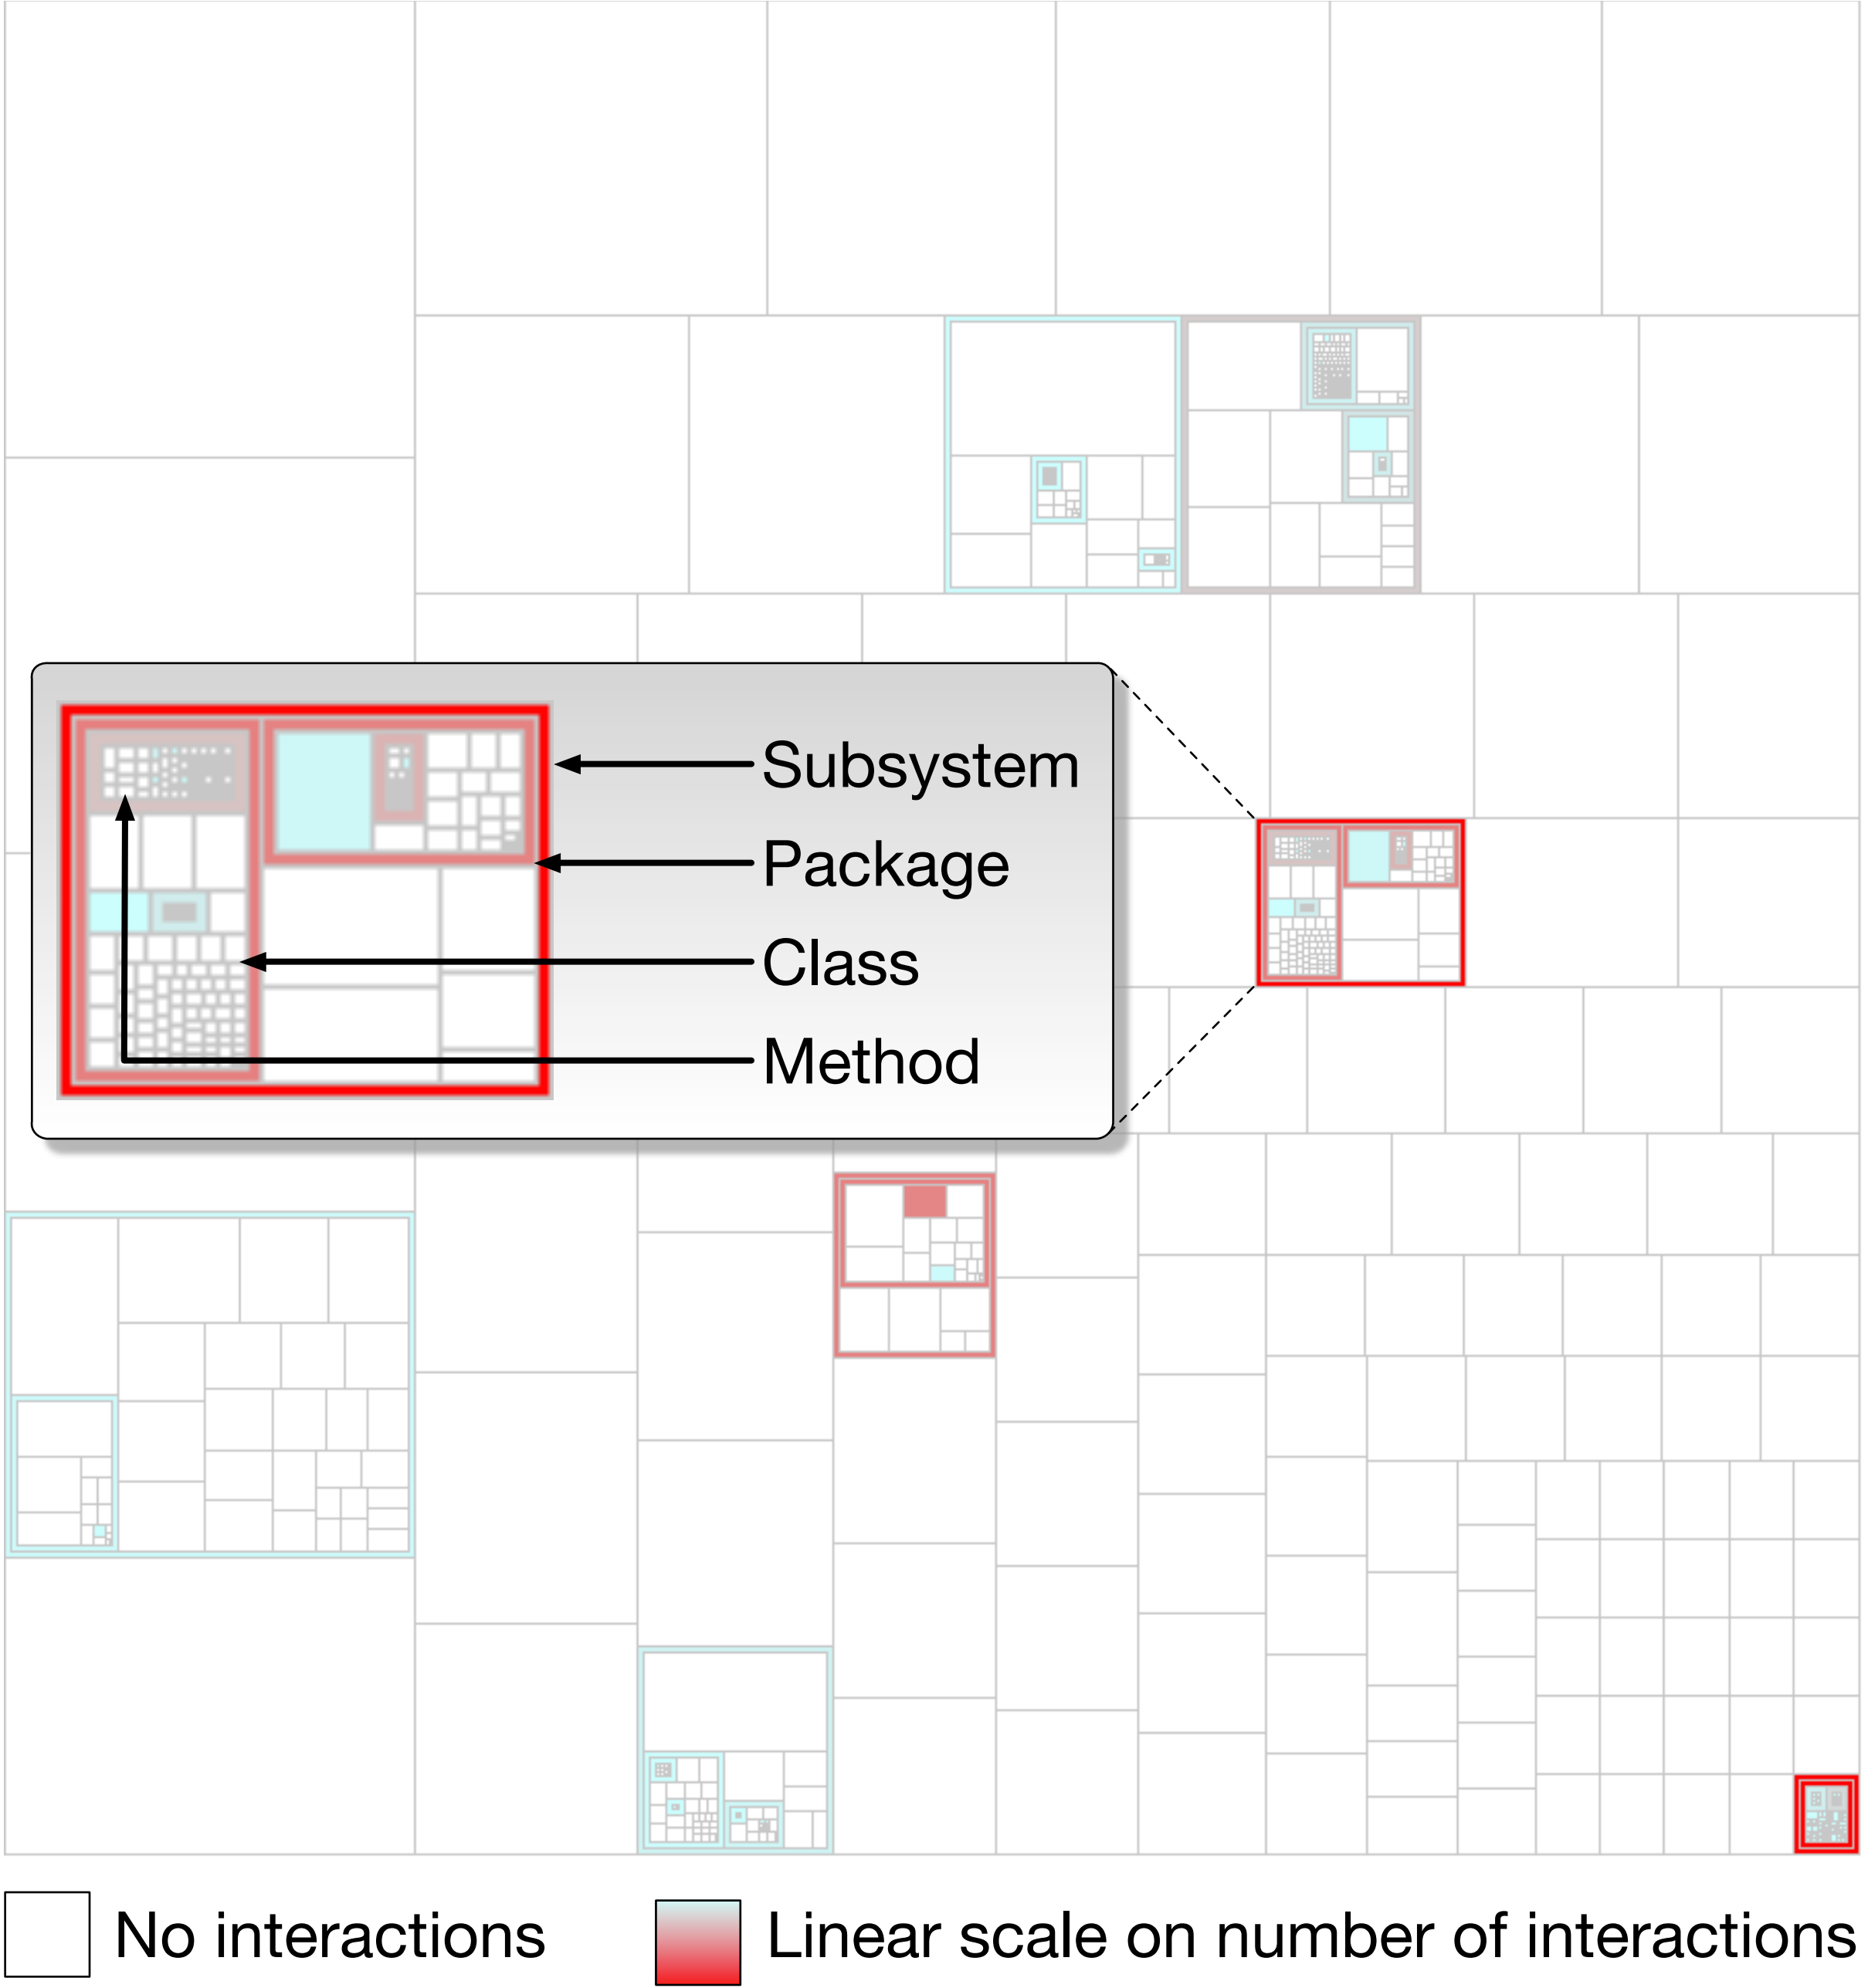 Subsystem
Package
Class
Method
No interactions
Linear scale on number of interactions